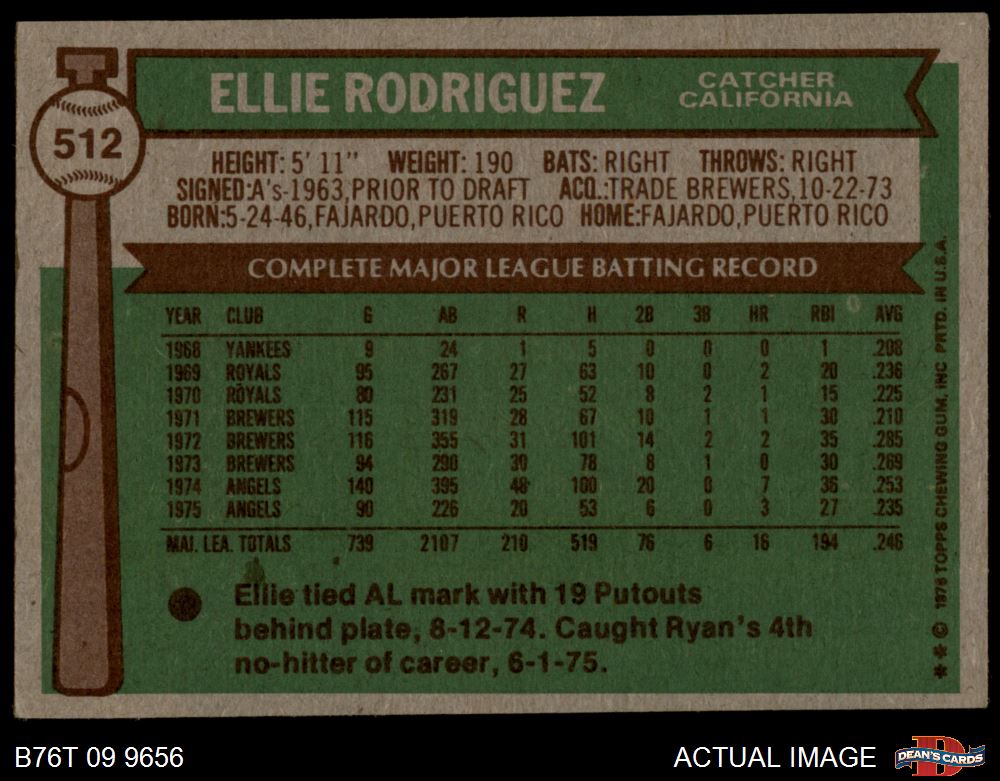 512
ELLIE RODRIGUEZ
CATCHER
CALIFORNIA
HEIGHT: 5' 11" WEIGHT: 190 BATS: RIGHT THROWS: RIGHT
SIGNED:A's-1963,PRIOR TO DRAFT ACQ.:TRADE BREWERS,10-22-73
BORN:5-24-46,FAJARDO,PUERTO RICO HOME:FAJARDO,PUERTO RICO
COMPLETE MAJOR LEAGUE BATTING RECORD
YEAR CLUB G AB R H 2B 3B HR RBI AVG
1968 YANKEES 9 24 1 5 0 0 0 1 .208
1969 ROYALS 95 267 27 63 10 0 2 20 .236
1970 ROYALS 80 231 25 52 8 2 1 15 .225
1971 BREWERS 115 319 28 67 10 1 1 30 .210
1972 BREWERS 116 355 31 101 14 2 2 35 .285
1973 BREWERS 94 290 30 78 8 1 0 30 .269
1974 ANGELS 140 395 48 100 20 0 7 36 .253
1975 ANGELS 90 226 20 53 6 0 3 27 .235
MAJ. LEA. TOTALS 739 2107 210 519 76 6 16 194 .246
Ellie tied AL mark with 19 Putouts
behind plate, 8-12-74. Caught Ryan's 4th
no-hitter of career, 6-1-75.
** © 1976 TOPPS CHEWING GUM, INC PRTD. IN U.S.A.
B76T 09 9656
ACTUAL IMAGE
D
DEAN'S CARDS